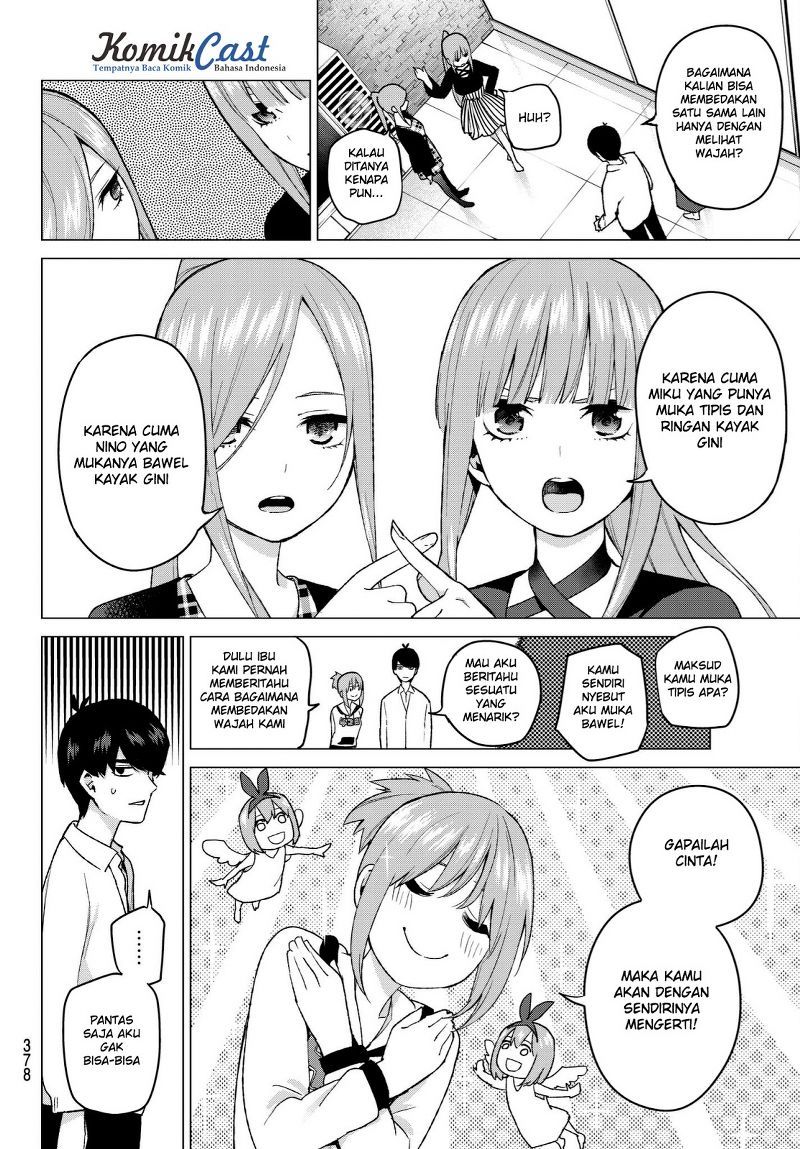 KomikCast
Tempatnya Baca Komik Bahasa Indonesia
BAGAIMANA
KALIAN BISA
MEMBEDAKAN
SATU SAMA LAIN
HANYA DENGAN
MELIHAT
WAJAH?
HUH?
KALAU
DITANYA
KENAPA
PUN...
KARENA CUMA
MIKU YANG PUNYA
MUKA TIPIS DAN
RINGAN KAYAK
GINI
KARENA CUMA
NINO YANG
MUKANYA BAWEL
KAYAK GINI
MAKSUD
KAMU MUKA
TIPIS APA?
KAMU
SENDIRI
NYEBUT
AKU MUKA
BAWEL!
MAU AKU
BERITAHU
SESUATU
YANG
MENARIK?
DULU IBU
KAMI PERNAH
MEMBERITAHU
CARA BAGAIMANA
MEMBEDAKAN
WAJAH KAMI
GAPAILAH
CINTA!
MAKA KAMU
AKAN DENGAN
SENDIRINYA
MENGERTI!
......
PANTAS
SAJA AKU
GAK
BISA-BISA
378